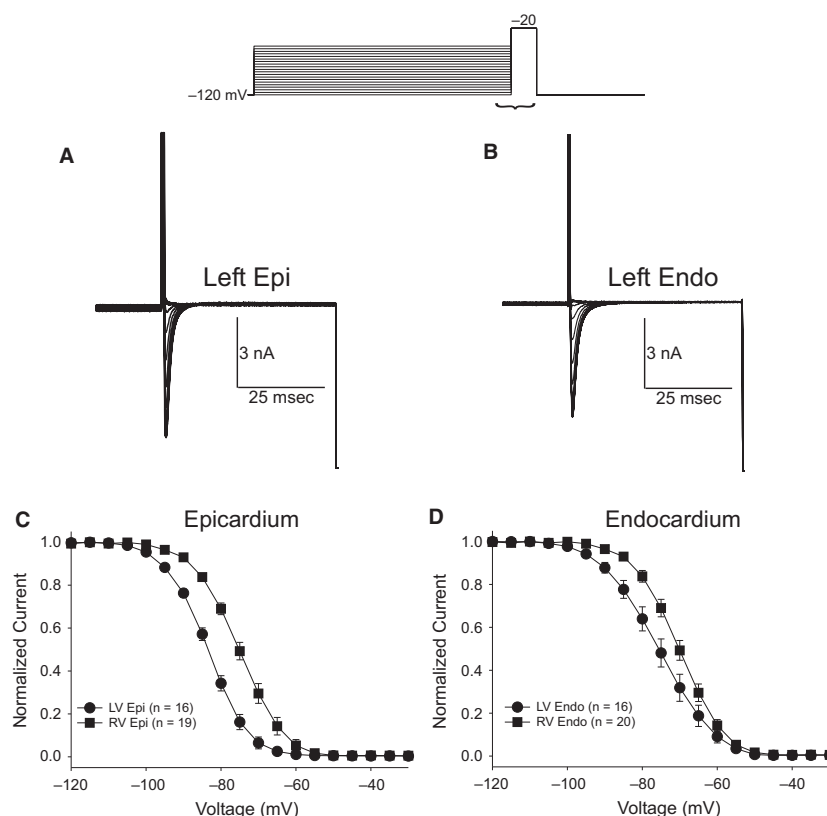 –20
–120 mV
A
B
Left Epi
Left Endo
3 nA
25 msec
3 nA
25 msec
C
Epicardium
D
Endocardium
1.0
0.8
0.6
0.4
0.2
0.0
Normalized Current
LV Epi (n = 16)
RV Epi (n = 19)
–120
–100
–80
–60
–40
Voltage (mV)
1.0
0.8
0.6
0.4
0.2
0.0
Normalized Current
LV Endo (n = 16)
RV Endo (n = 20)
–120
–100
–80
–60
–40
Voltage (mV)